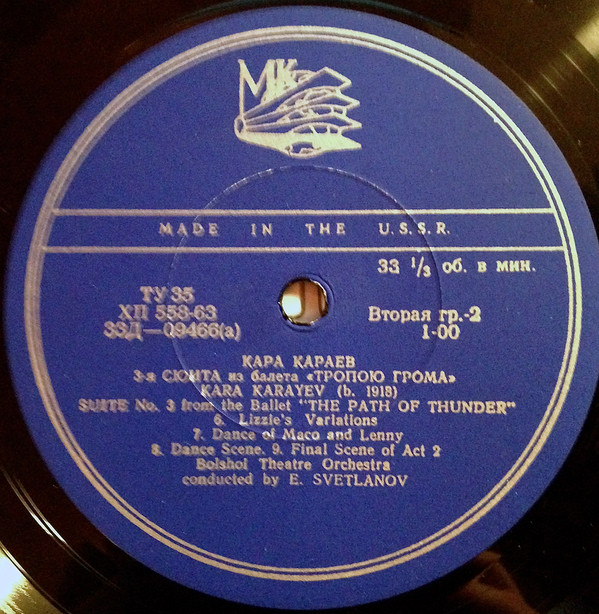 МК
MADE IN THE U.S.S.R.
33 1/3 об. в мин.
ТУ 35
ХП 558-63
33Д—09466(а)
Вторая гр.-2
1-00
КАРА КАРАЕВ
3-я СЮИТА из балета «ТРОПОЮ ГРОМА»
KARA KARAYEV (b. 1918)
SUITE No. 3 from the Ballet "THE PATH OF THUNDER"
6. Lizzie's Variations
7. Dance of Maco and Lenny
8. Dance Scene. 9. Final Scene of Act 2
Bolshoi Theatre Orchestra
conducted by E. SVETLANOV